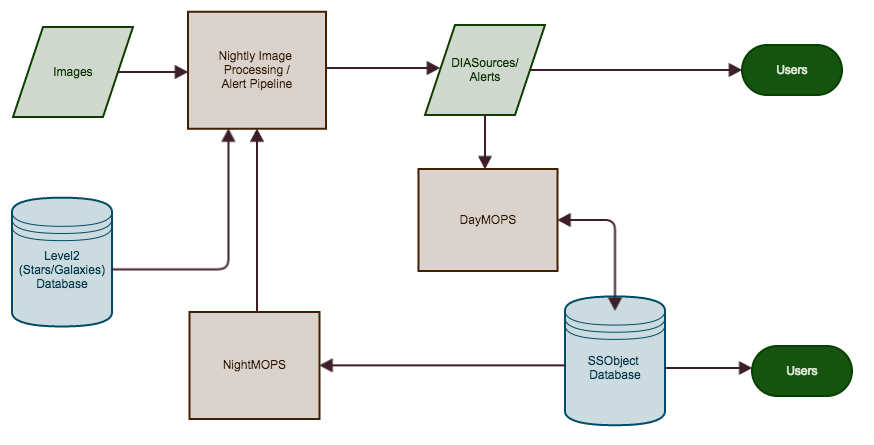 Images
Nightly Image
Processing /
Alert Pipeline
DIASources/
Alerts
Users
DayMOPS
Level2
(Stars/Galaxies)
Database
NightMOPS
SSObject
Database
Users